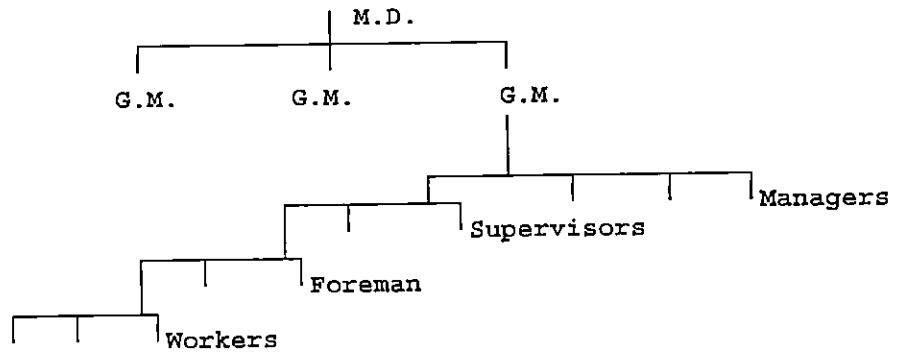 M.D.
G.M. G.M. G.M.
Managers
Supervisors
Foreman
Workers